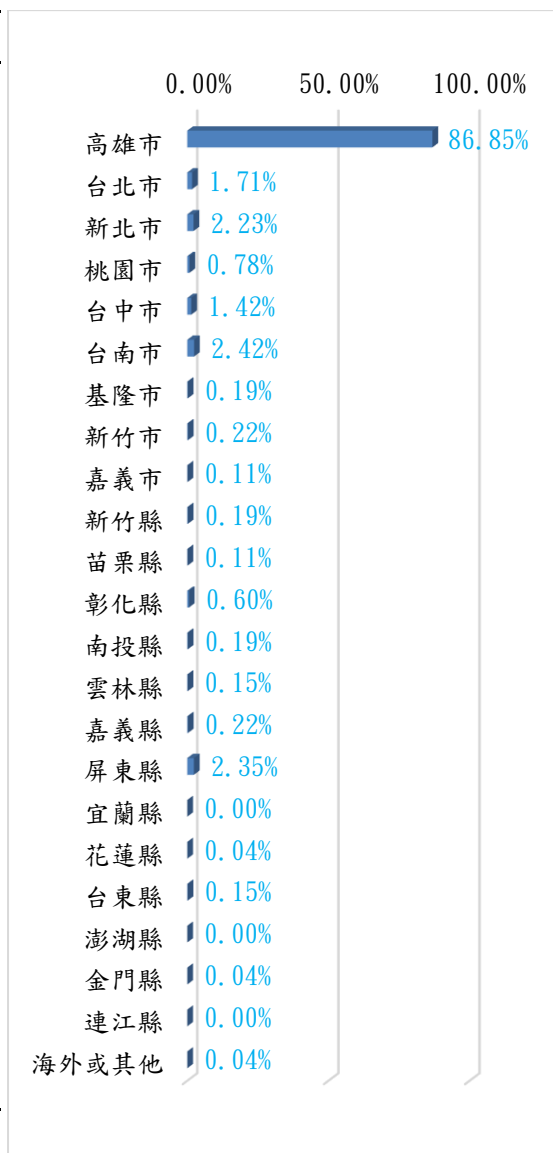 0.00% 50.00% 100.00%
高雄市 86.85%
台北市 1.71%
新北市 2.23%
桃園市 0.78%
台中市 1.42%
台南市 2.42%
基隆市 0.19%
新竹市 0.22%
嘉義市 0.11%
新竹縣 0.19%
苗栗縣 0.11%
彰化縣 0.60%
南投縣 0.19%
雲林縣 0.15%
嘉義縣 0.22%
屏東縣 2.35%
宜蘭縣 0.00%
花蓮縣 0.04%
台東縣 0.15%
澎湖縣 0.00%
金門縣 0.04%
連江縣 0.00%
海外或其他 0.04%